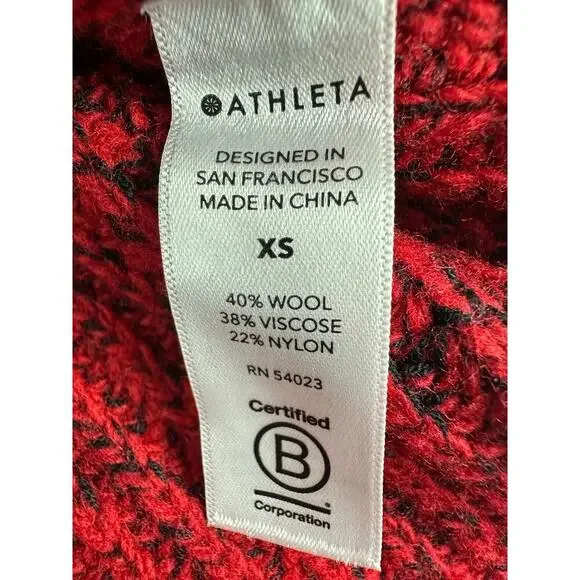 ATHLETA
DESIGNED IN
SAN FRANCISCO
MADE IN CHINA
XS
40% WOOL
38% VISCOSE
22% NYLON
RN 54023
Certified
B
Corporation